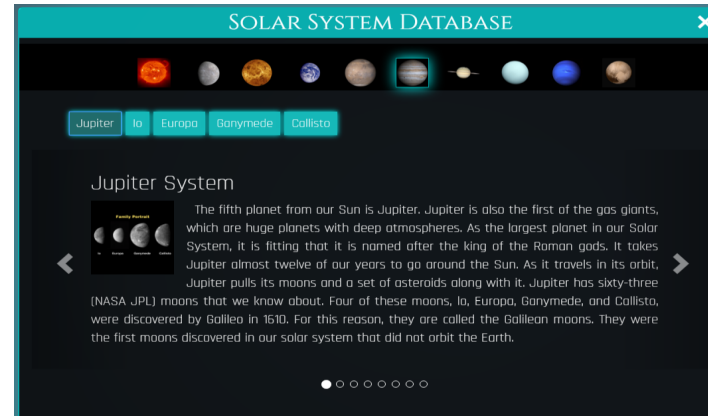 SOLAR SYSTEM DATABASE
Jupiter
Io
Europa
Ganymede
Callisto
Jupiter System
Family Portrait
Io Europa Ganymede Callisto
The fifth planet from our Sun is Jupiter. Jupiter is also the first of the gas giants,
which are huge planets with deep atmospheres. As the largest planet in our Solar
System, it is fitting that it is named after the king of the Roman gods. It takes
Jupiter almost twelve of our years to go around the Sun. As it travels in its orbit,
Jupiter pulls its moons and a set of asteroids along with it. Jupiter has sixty-three
(NASA JPL) moons that we know about. Four of these moons, Io, Europa, Ganymede, and Callisto,
were discovered by Galileo in 1610. For this reason, they are called the Galilean moons. They were
the first moons discovered in our solar system that did not orbit the Earth.